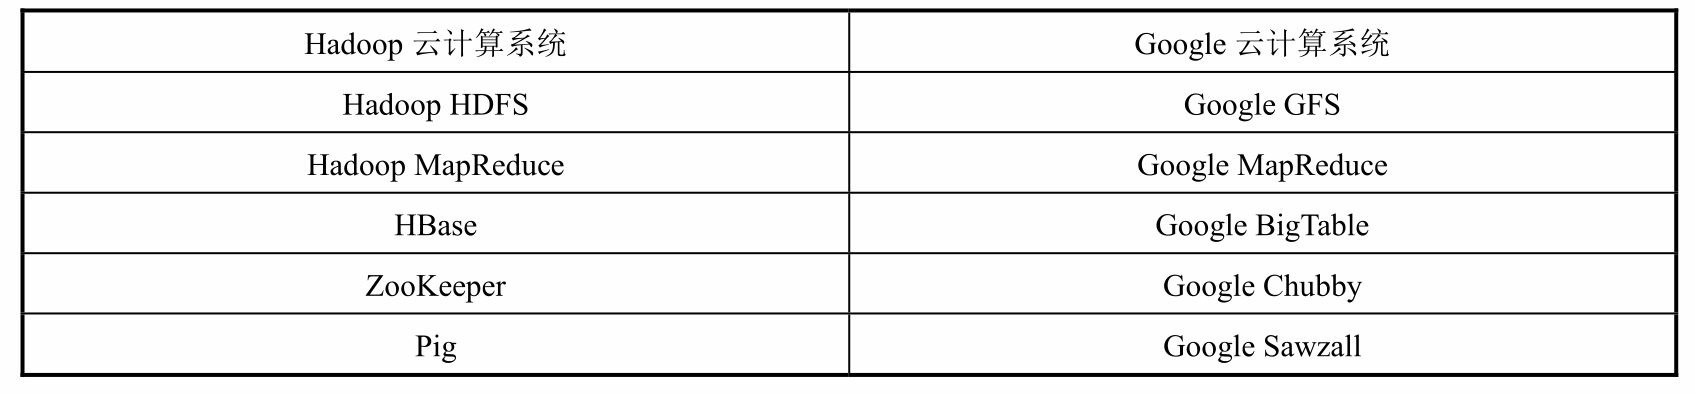 Hadoop 云计算系统 Google 云计算系统
Hadoop HDFS Google GFS
Hadoop MapReduce Google MapReduce
HBase Google BigTable
ZooKeeper Google Chubby
Pig Google Sawzall